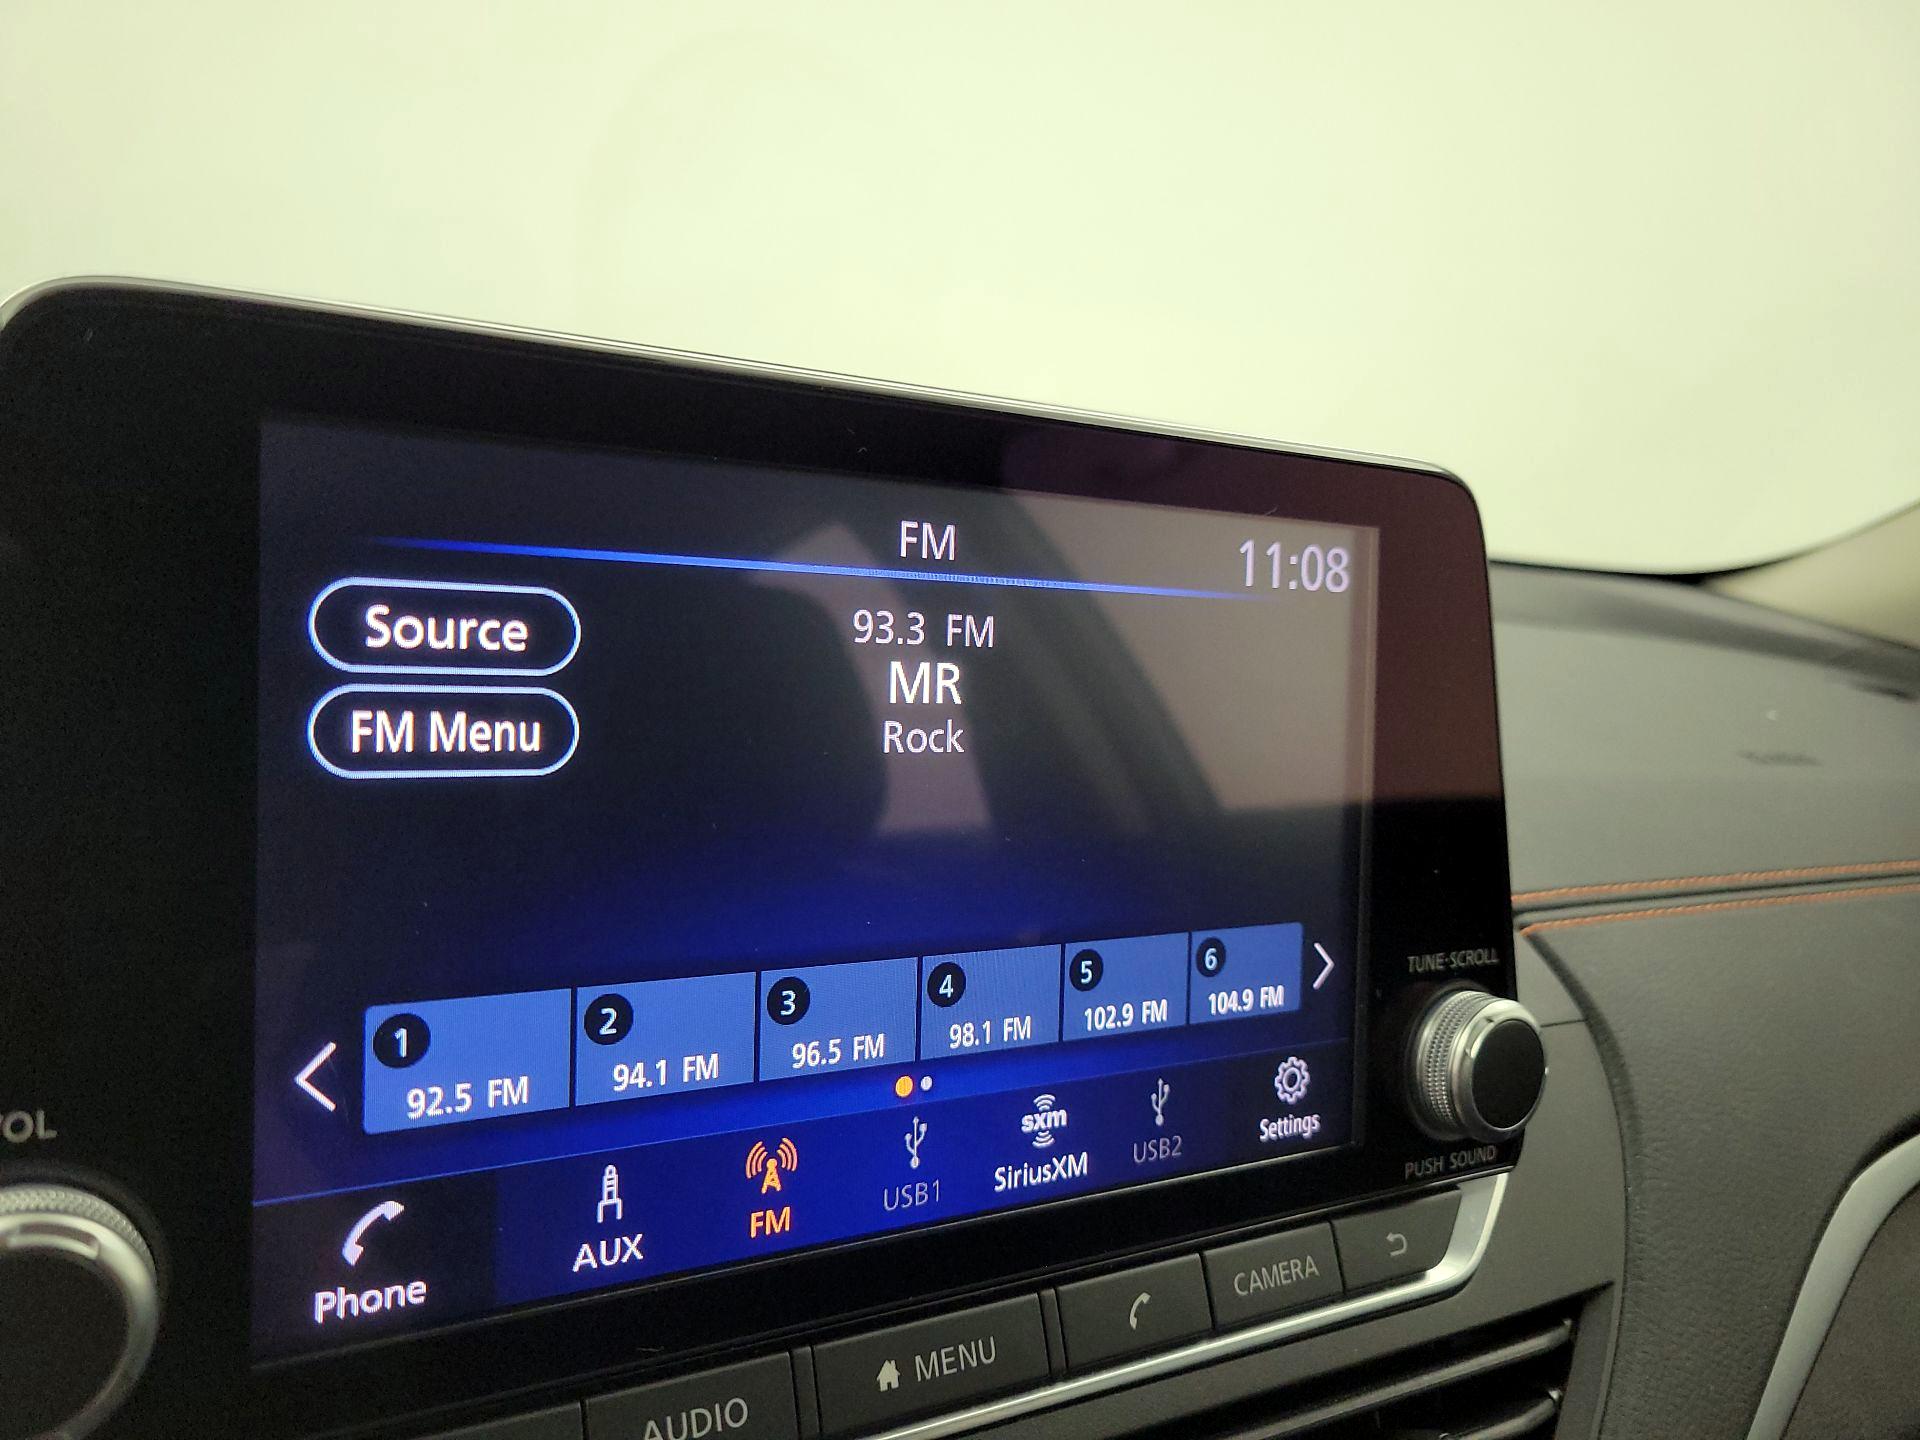 FM
11:08
Source
93.3 FM
MR
FM Menu
Rock
1
92.5 FM
2
94.1 FM
3
96.5 FM
4
98.1 FM
5
102.9 FM
6
104.9 FM
Phone
AUX
FM
USB1
sxm
SiriusXM
USB2
Settings
TUNE·SCROLL
PUSH SOUND
VOL
AUDIO
MENU
CAMERA